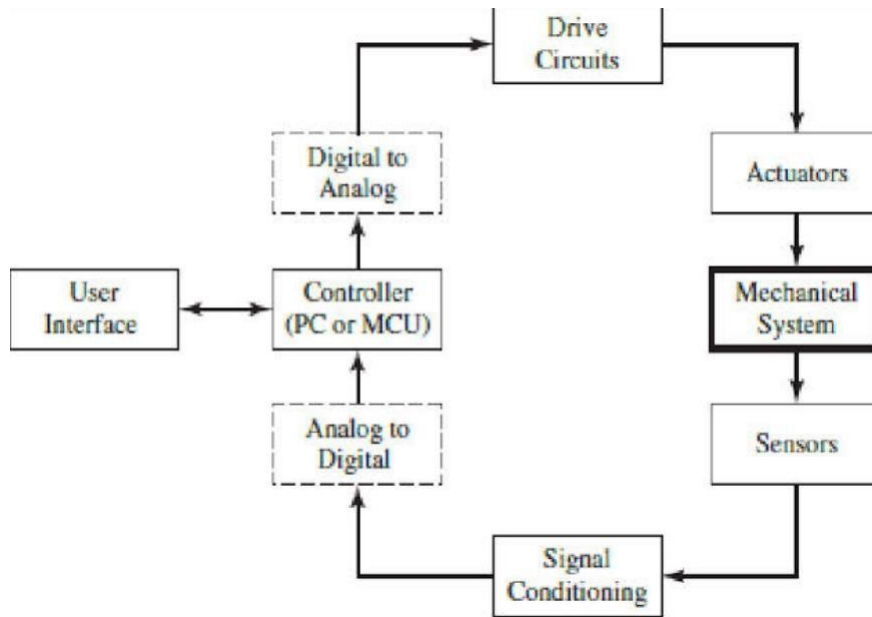 Drive
Circuits
Digital to
Analog
Actuators
User
Interface
Controller
(PC or MCU)
Mechanical
System
Analog to
Digital
Sensors
Signal
Conditioning